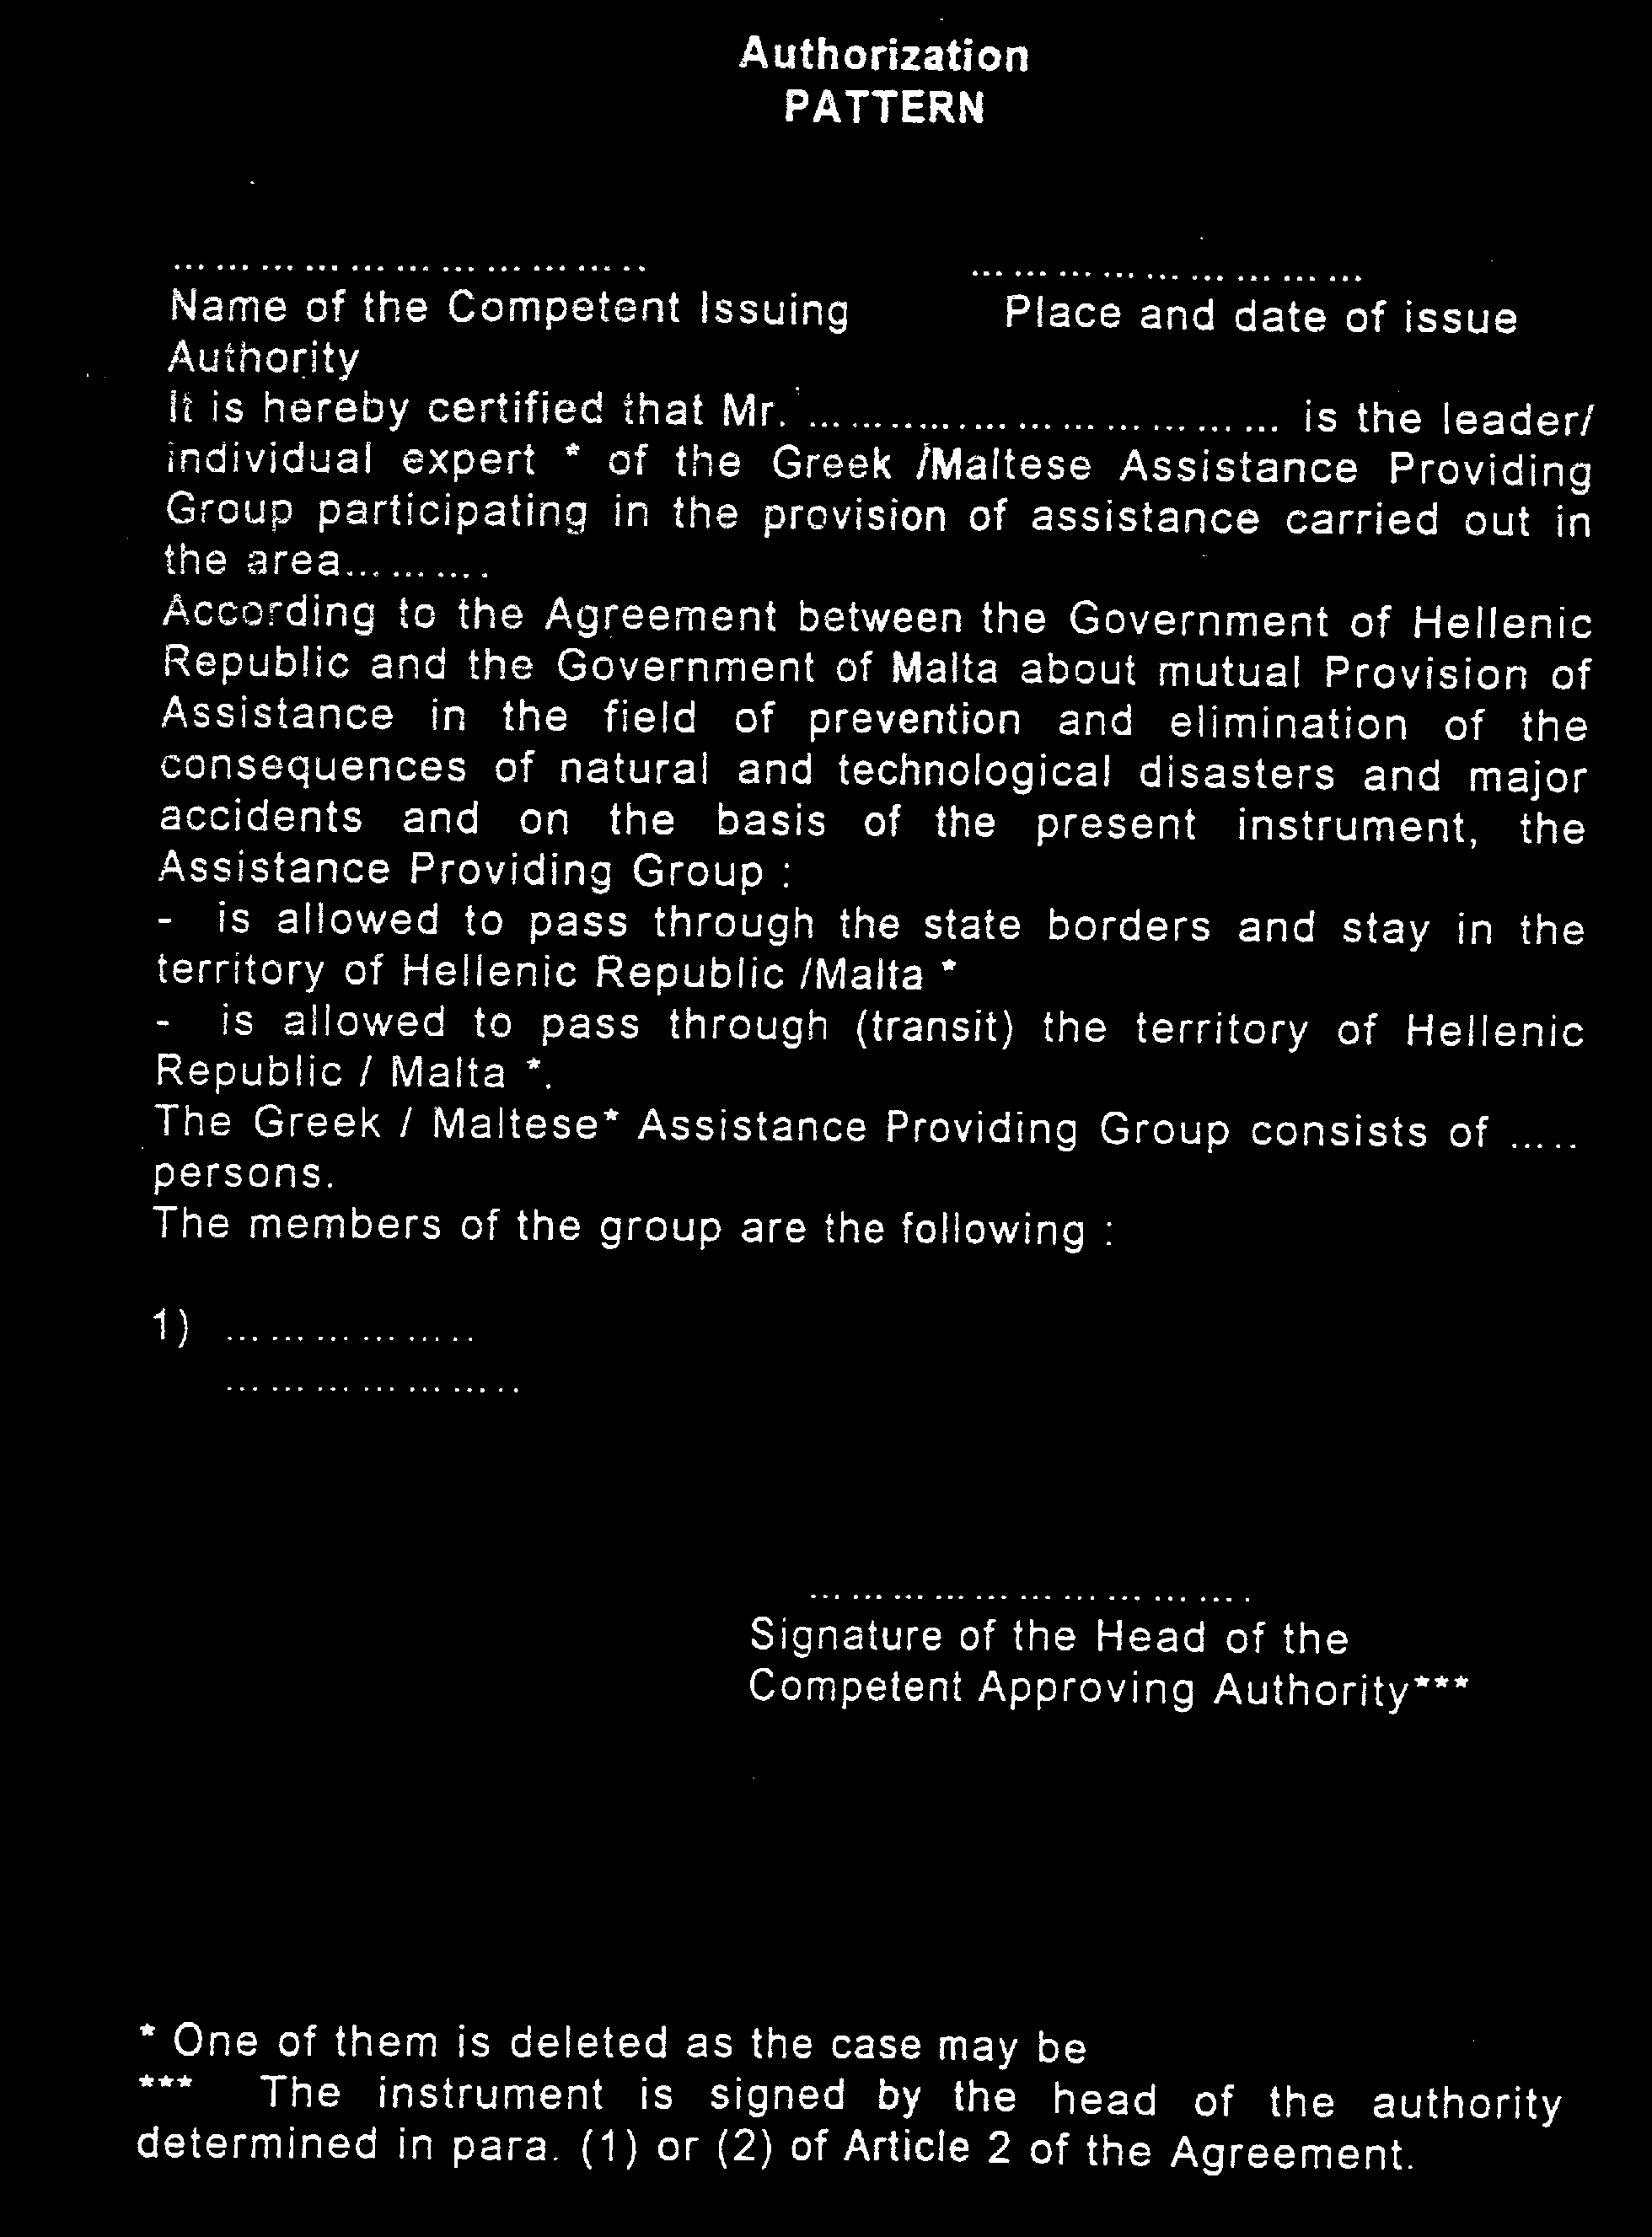 Authorization
PATTERN
… … … … … … … … … … . .                    … … … … … … … … …
Name of the Competent Issuing Place and date of issue
Authority
It is hereby certified that Mr. ................................. is the leader/
individual expert * of the Greek /Maltese Assistance Providing
Group participating in the provision of assistance carried out in
the area..........
According to the Agreement between the Government of Hellenic
Republic and the Government of Malta about mutual Provision of
Assistance in the field of prevention and elimination of the
consequences of natural and technological disasters and major
accidents and on the basis of the present instrument, the
Assistance Providing Group :
- is allowed to pass through the state borders and stay in the
territory of Hellenic Republic /Malta *
- is allowed to pass through (transit) the territory of Hellenic
Republic / Malta *.
The Greek / Maltese* Assistance Providing Group consists of .....
persons.
The members of the group are the following :
1) … … … … … . .
… … … … … … . .
… … … … … … … … … . .
Signature of the Head of the
Competent Approving Authority***
* One of them is deleted as the case may be
*** The instrument is signed by the head of the authority
determined in para. (1) or (2) of Article 2 of the Agreement.